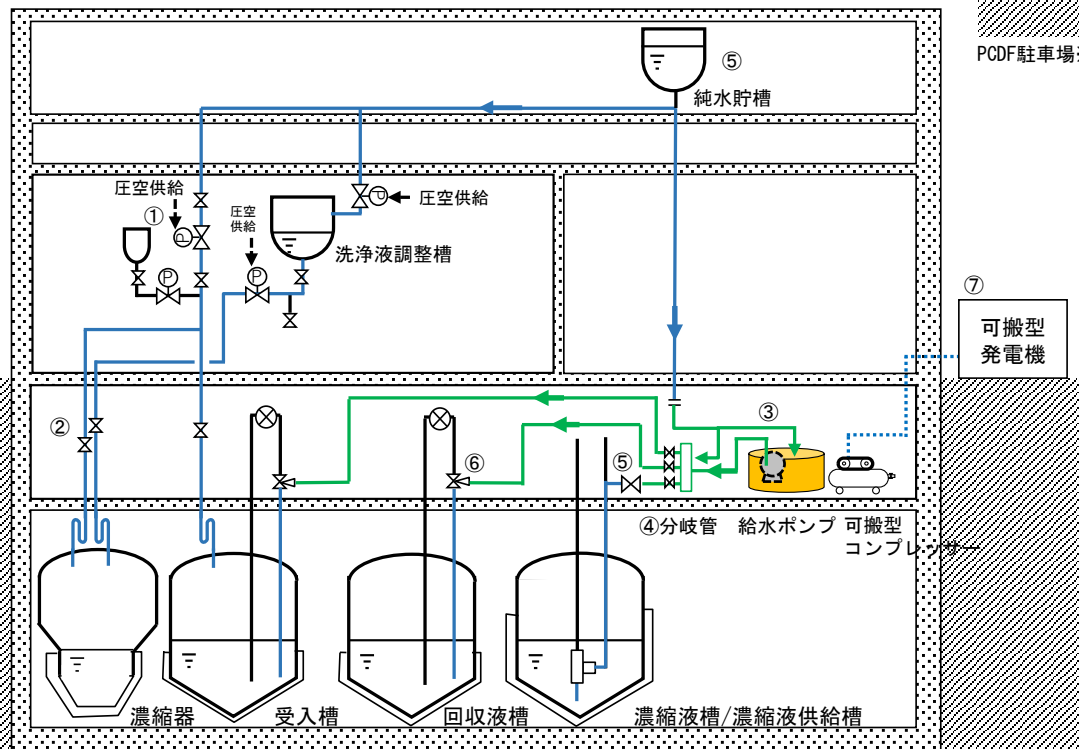 PCDF駐車場
⑤
純水貯槽
圧空供給
①
P
圧空
供給
P
P
P
圧空供給
洗浄液調整槽
⑦
可搬型
発電機
②
③
⑥
⑤
④分岐管
給水ポンプ
可搬型
コンプレッサー
濃縮器
受入槽
回収液槽
濃縮液槽/濃縮液供給槽